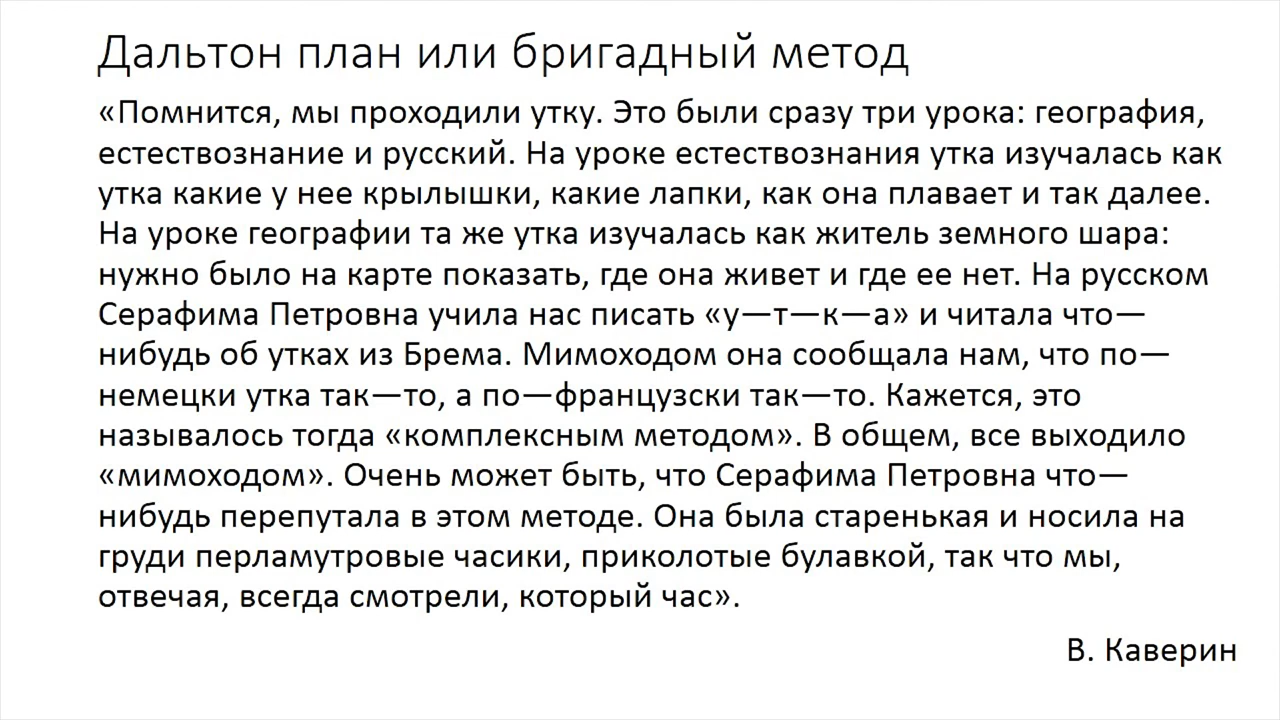 Дальтон план или бригадный метод
«Помнится, мы проходили утку. Это были сразу три урока: география,
естествознание и русский. На уроке естествознания утка изучалась как
утка какие у нее крылышки, какие лапки, как она плавает и так далее.
На уроке географии та же утка изучалась как житель земного шара:
нужно было на карте показать, где она живет и где ее нет. На русском
Серафима Петровна учила нас писать «у—т—к—а» и читала что—
нибудь об утках из Брема. Мимоходом она сообщала нам, что по—
немецки утка так—то, а по—французски так—то. Кажется, это
называлось тогда «комплексным методом». В общем, все выходило
«мимоходом». Очень может быть, что Серафима Петровна что—
нибудь перепутала в этом методе. Она была старенькая и носила на
груди перламутровые часики, приколотые булавкой, так что мы,
отвечая, всегда смотрели, который час».
В. Каверин